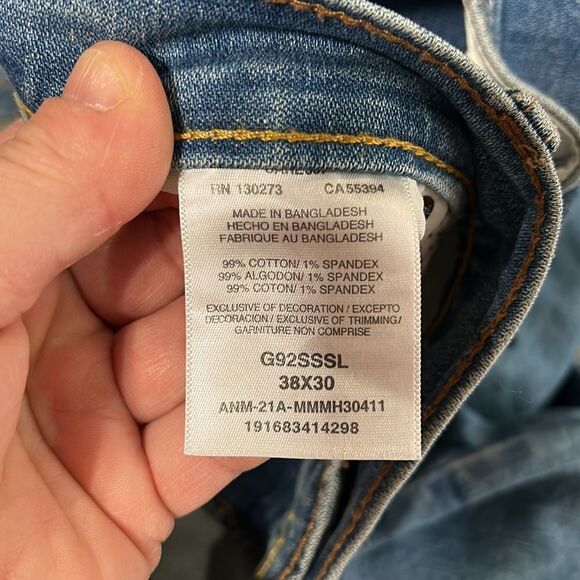 RN 130273 CA 55394
MADE IN BANGLADESH
HECHO EN BANGLADESH
FABRIQUE AU BANGLADESH
99% COTTON/ 1% SPANDEX
99% ALGODON/ 1% SPANDEX
99% COTON/ 1% SPANDEX
EXCLUSIVE OF DECORATION / EXCEPTO
DECORACION / EXCLUSIVE OF TRIMMING/
GARNITURE NON COMPRISE
G92SSSL
38X30
ANM-21A-MMMH30411
191683414298